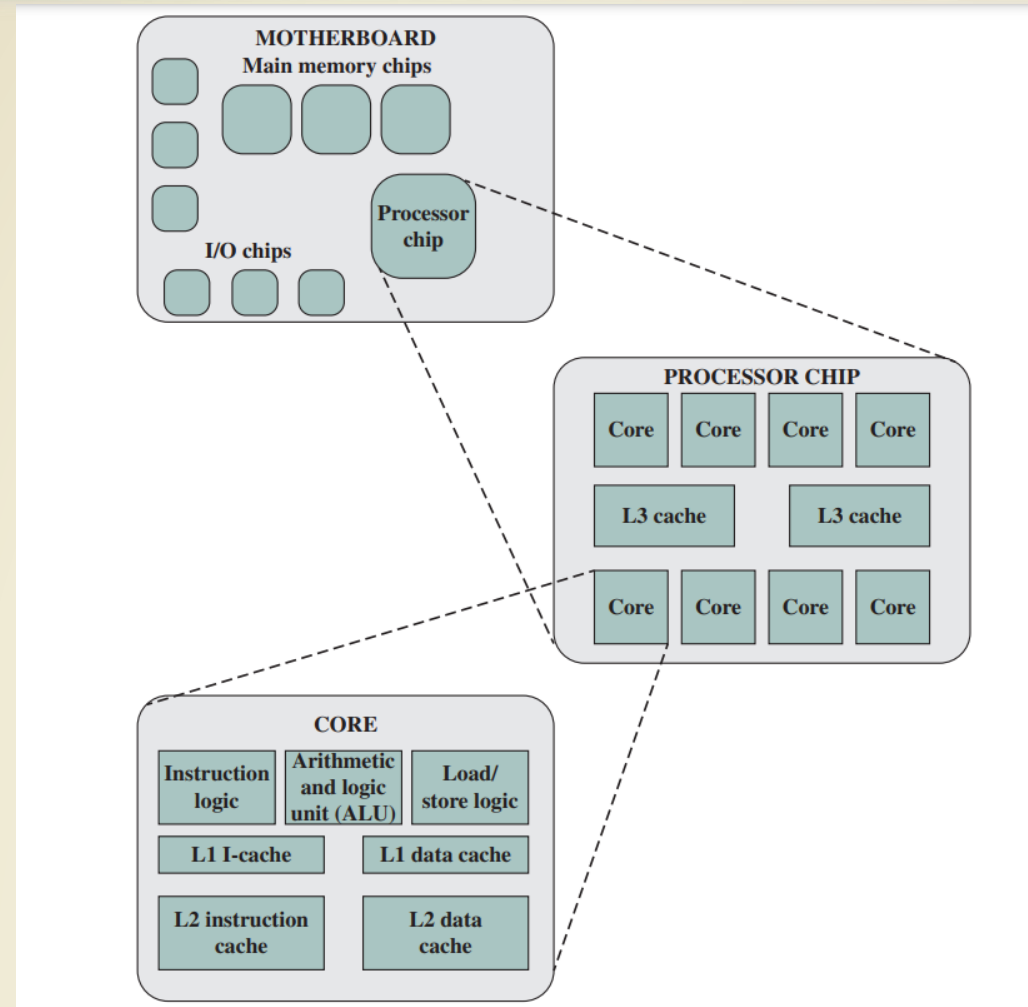 MOTHERBOARD
Main memory chips
Processor
chip
I/O chips
PROCESSOR CHIP
Core
Core
Core
Core
L3 cache
L3 cache
Core
Core
Core
Core
CORE
Instruction
logic
Arithmetic
and logic
unit (ALU)
Load/
store logic
L1 I-cache
L1 data cache
L2 instruction
cache
L2 data
cache